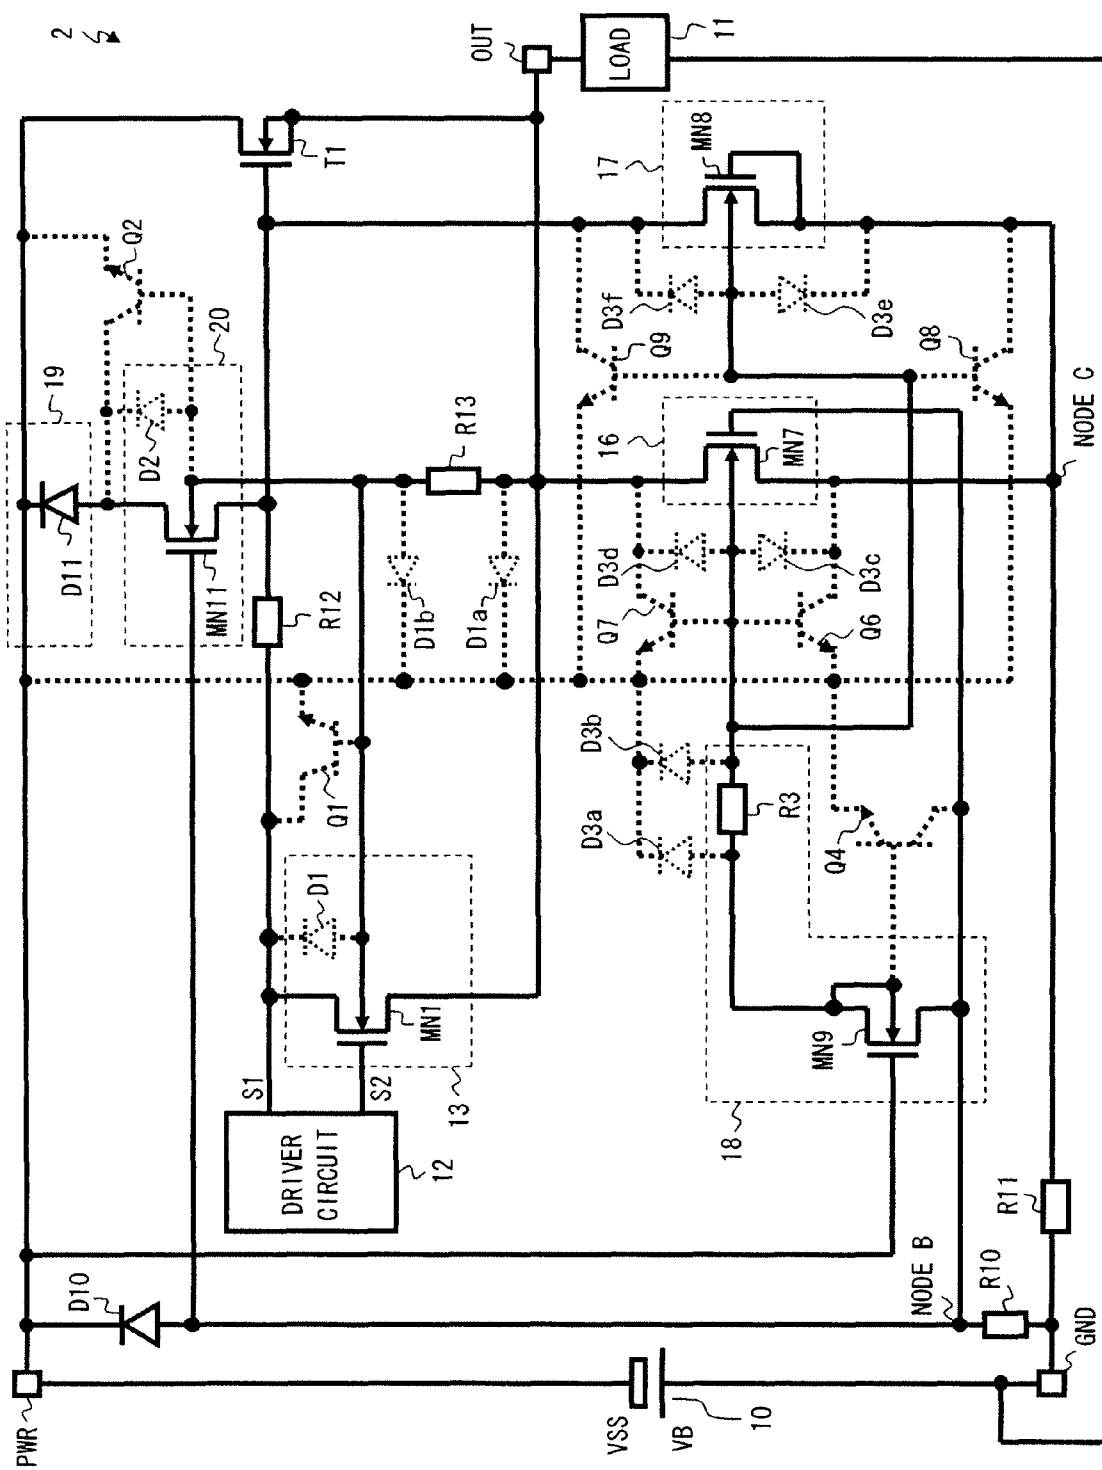 2
OUT
LOAD
11
T1
MN8
17
Q2
20
19
D2
D11
MN11
R12
R13
D1b
D1a
D3f
D3e
Q9
Q8
16
MN7
NODE C
D3d
D3c
Q7
Q6
D3b
D3a
R3
Q4
Q1
D1
MN1
13
S1
S2
DRIVER
CIRCUIT
12
MN9
18
R11
R10
NODE B
D10
GND
PWR
VSS
VB
10